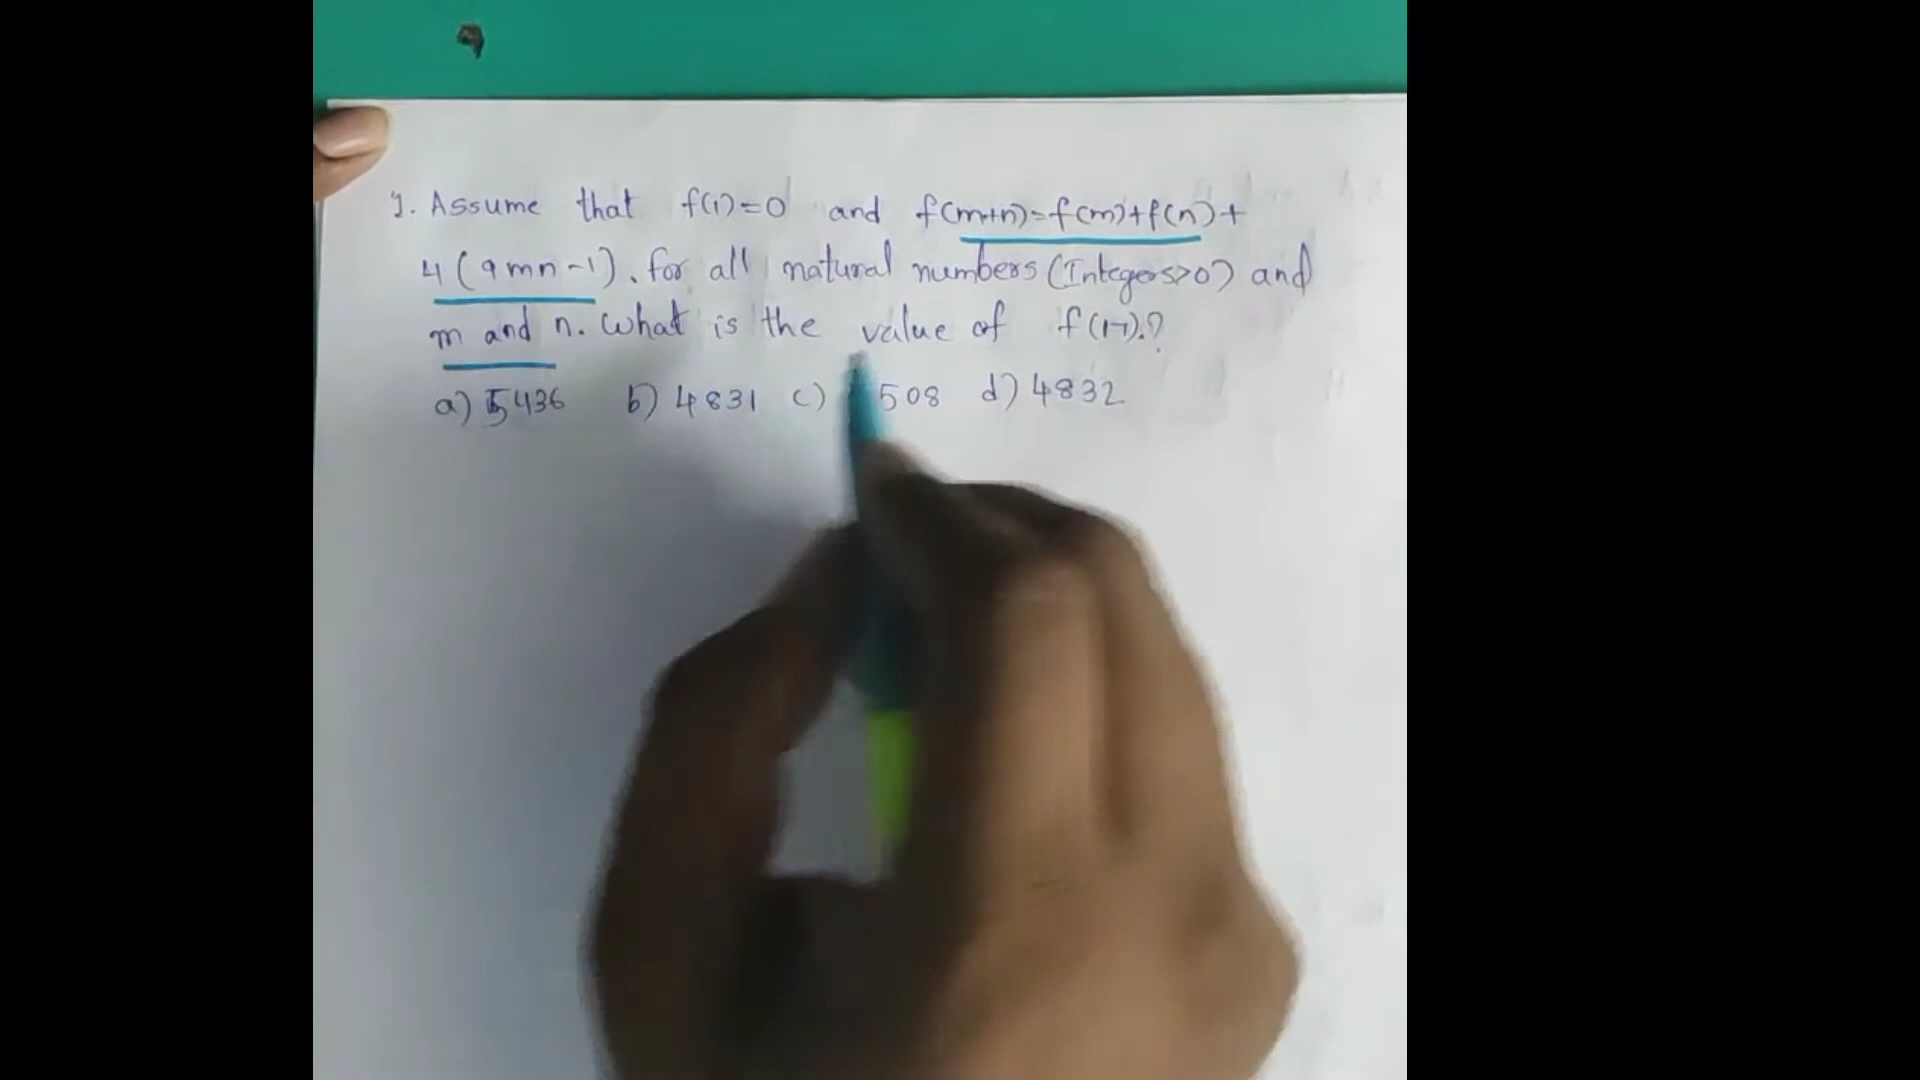 1. Assume that f(1)=0 and f(m+n)=f(m)+f(n)+
4(9mn-1). for all natural numbers (Integers>0) and
m and n. What is the value of f(17).?
a) 5436 b) 4831 c) 508 d) 4832